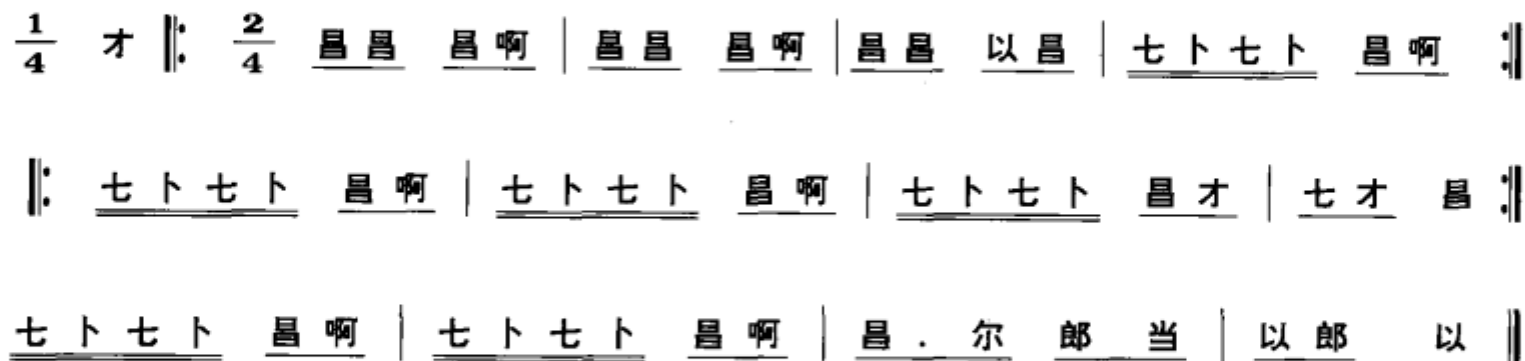 1/4 才 ‖: 2/4 昌昌 昌啊 | 昌昌 昌啊 | 昌昌 以昌 | 七卜七卜 昌啊 :‖
‖: 七卜七卜 昌啊 | 七卜七卜 昌啊 | 七卜七卜 昌才 | 七才 昌 :‖
七卜七卜 昌啊 | 七卜七卜 昌啊 | 昌.尔 郎当 | 以郎 以 ‖